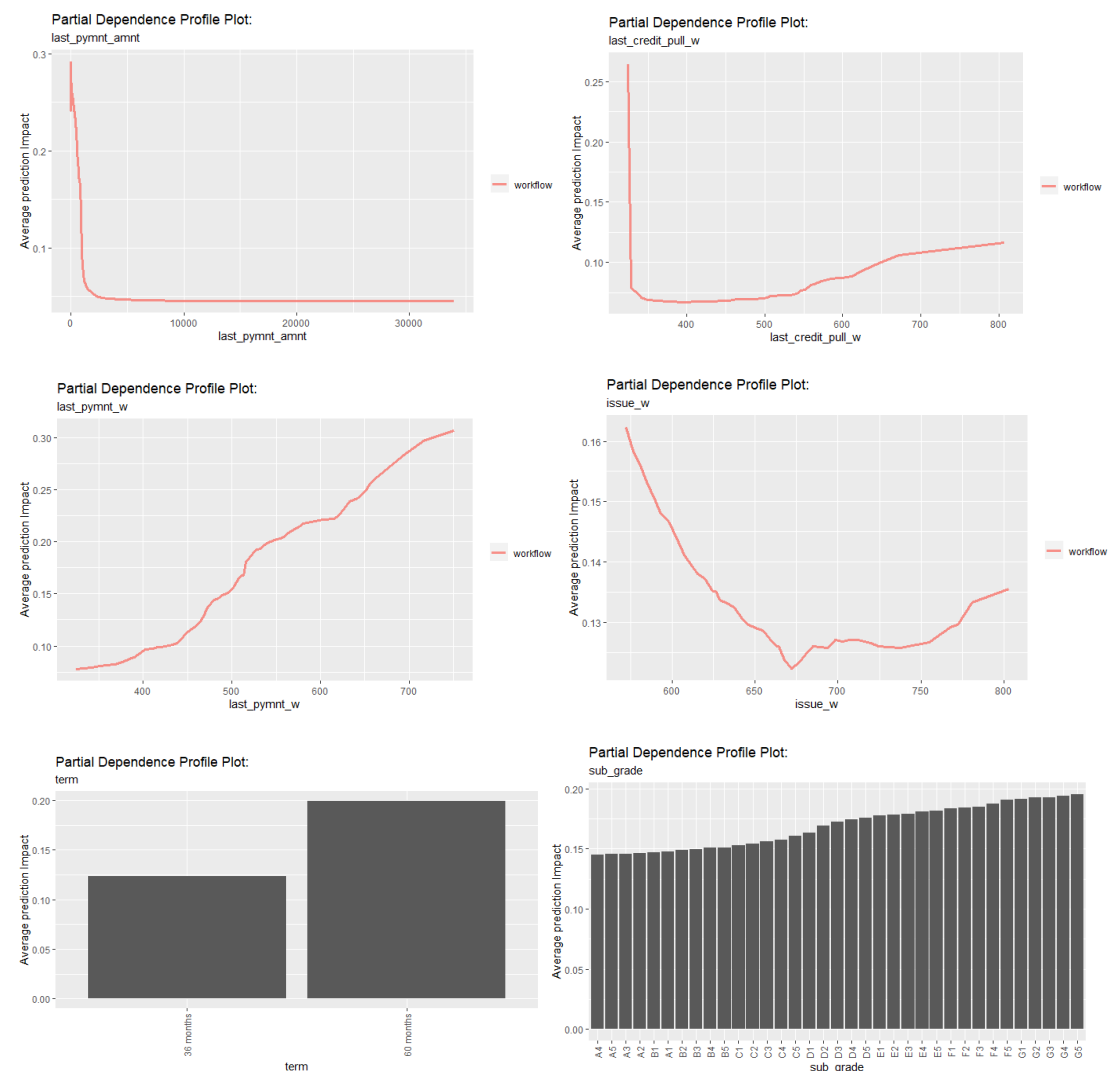 Partial Dependence Profile Plot:
last_pymnt_amnt
0.3
0.2
0.1
Average prediction Impact
0 10000 20000 30000
last_pymnt_amnt
workflow
Partial Dependence Profile Plot:
last_credit_pull_w
0.25
0.20
0.15
0.10
Average prediction Impact
400 500 600 700 800
last_credit_pull_w
workflow
Partial Dependence Profile Plot:
last_pymnt_w
0.30
0.25
0.20
0.15
0.10
Average prediction Impact
400 500 600 700
last_pymnt_w
workflow
Partial Dependence Profile Plot:
issue_w
0.16
0.15
0.14
0.13
Average prediction Impact
600 650 700 750 800
issue_w
workflow
Partial Dependence Profile Plot:
term
0.20
0.15
0.10
0.05
0.00
Average prediction Impact
36 months 60 months
term
Partial Dependence Profile Plot:
sub_grade
0.20
0.15
0.10
0.05
0.00
Average prediction Impact
A4 A5 A3 A2 B1 A1 B2 B3 B4 B5 C1 C2 C3 C4 C5 D1 D2 D3 D4 D5 E1 E2 E3 E4 E5 F1 F2 F3 F4 F5 G1 G2 G3 G4 G5
sub_grade